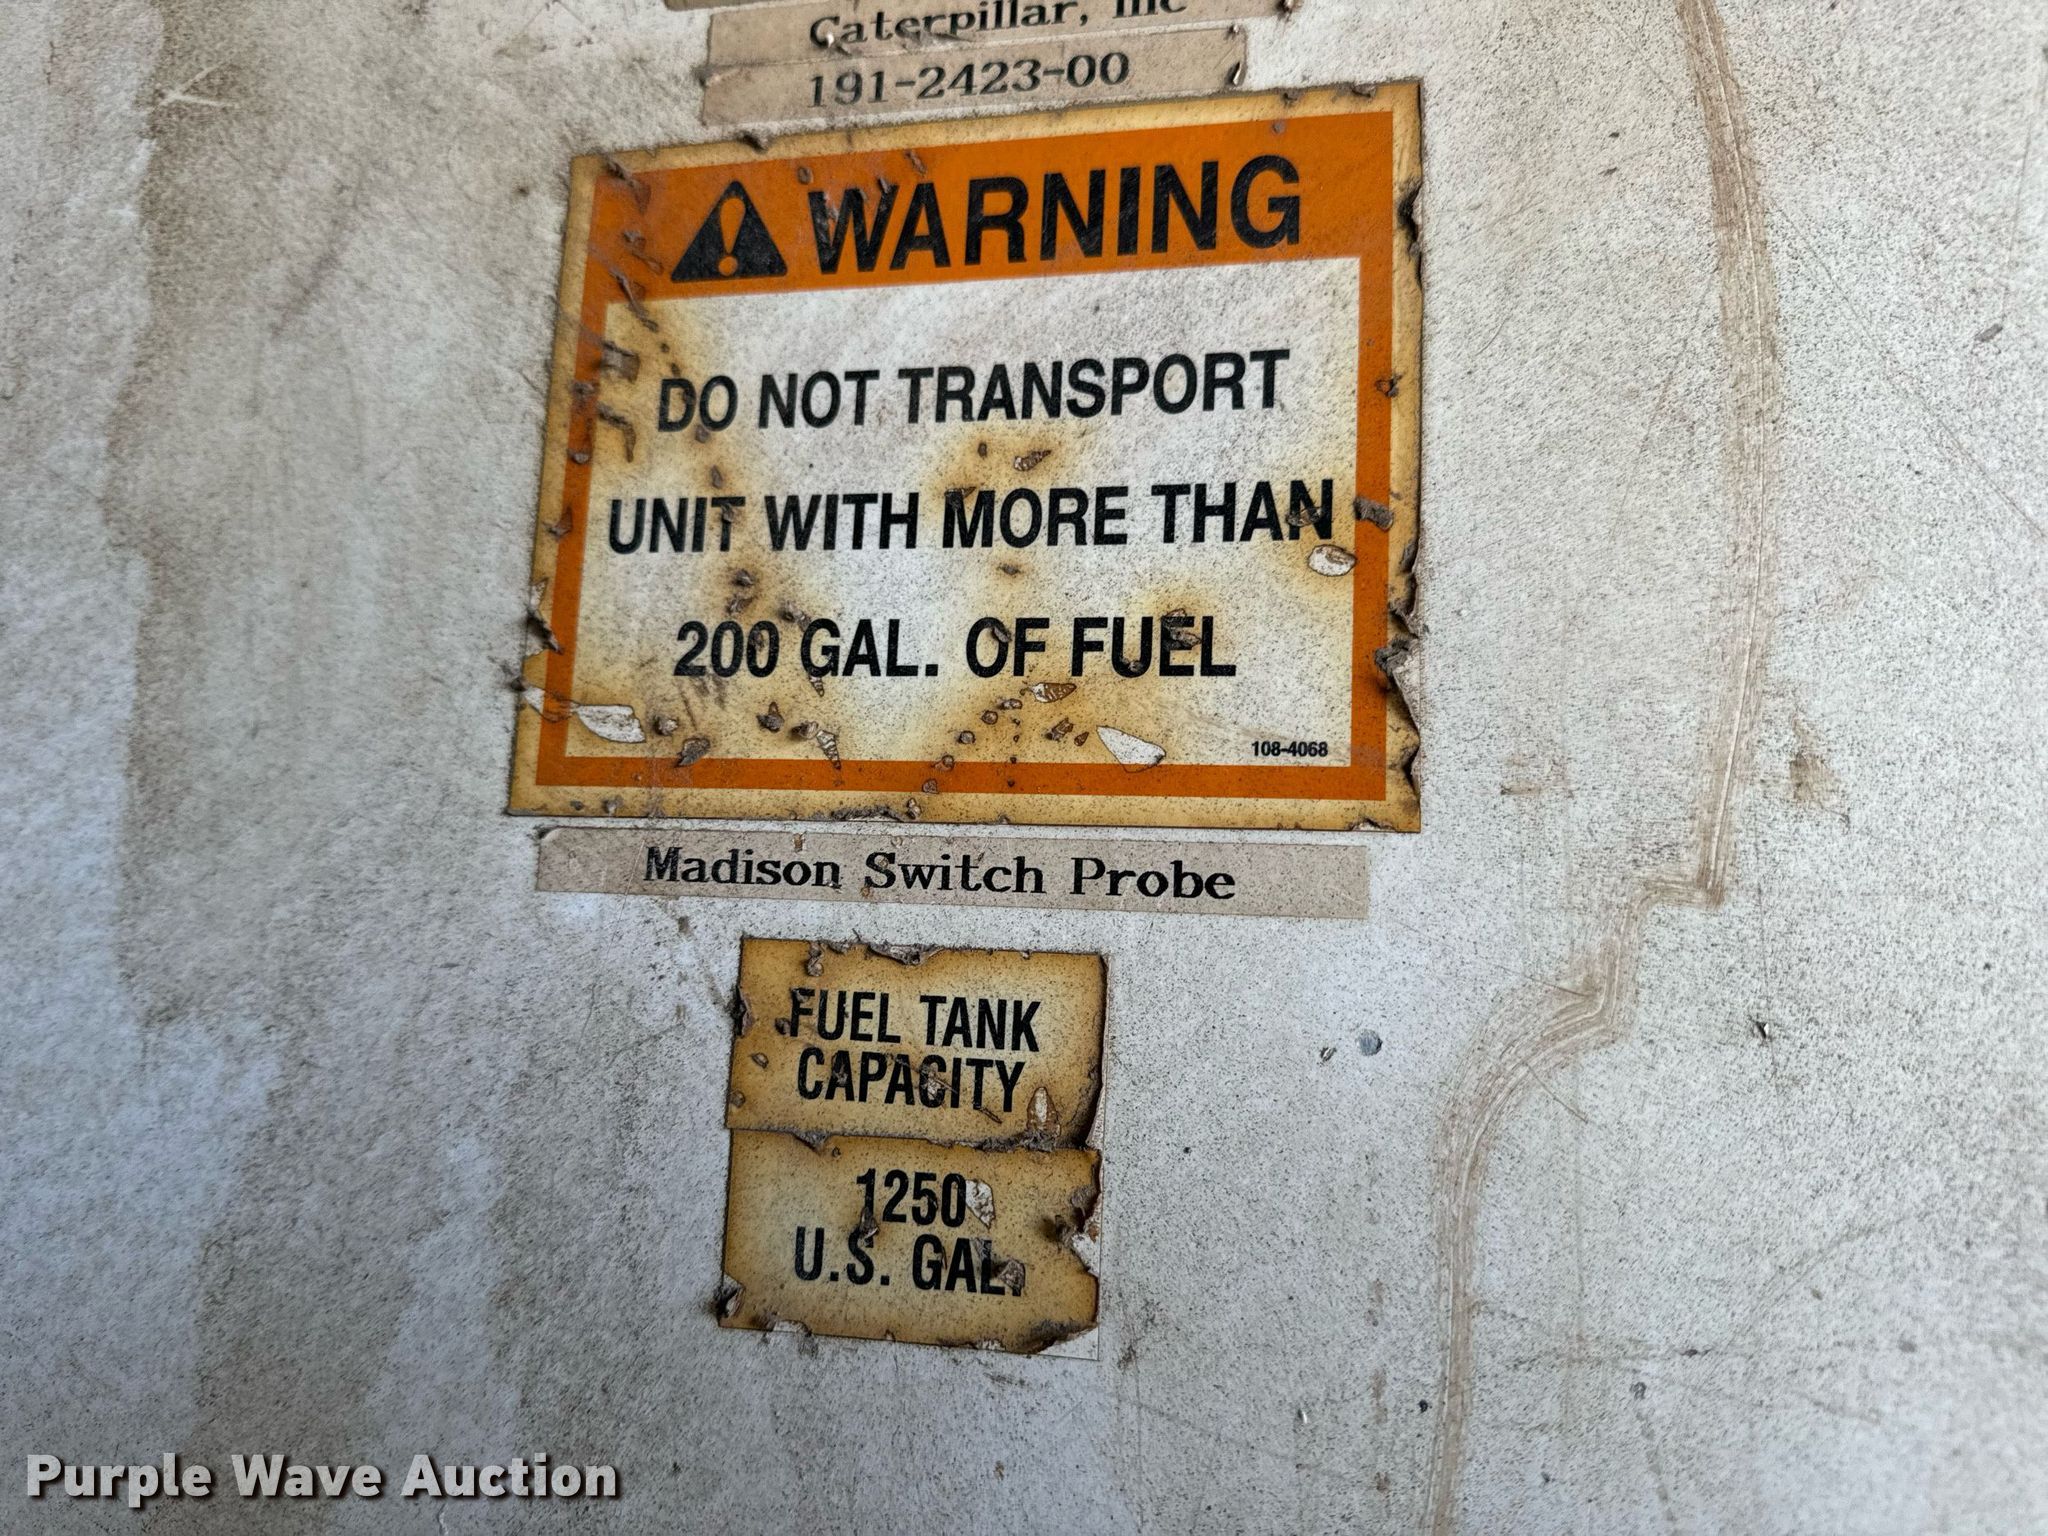 Caterpillar, Inc
191-2423-00
WARNING
DO NOT TRANSPORT
UNIT WITH MORE THAN
200 GAL. OF FUEL
108-4068
Madison Switch Probe
FUEL TANK
CAPACITY
1250
U.S. GAL.
Purple Wave Auction